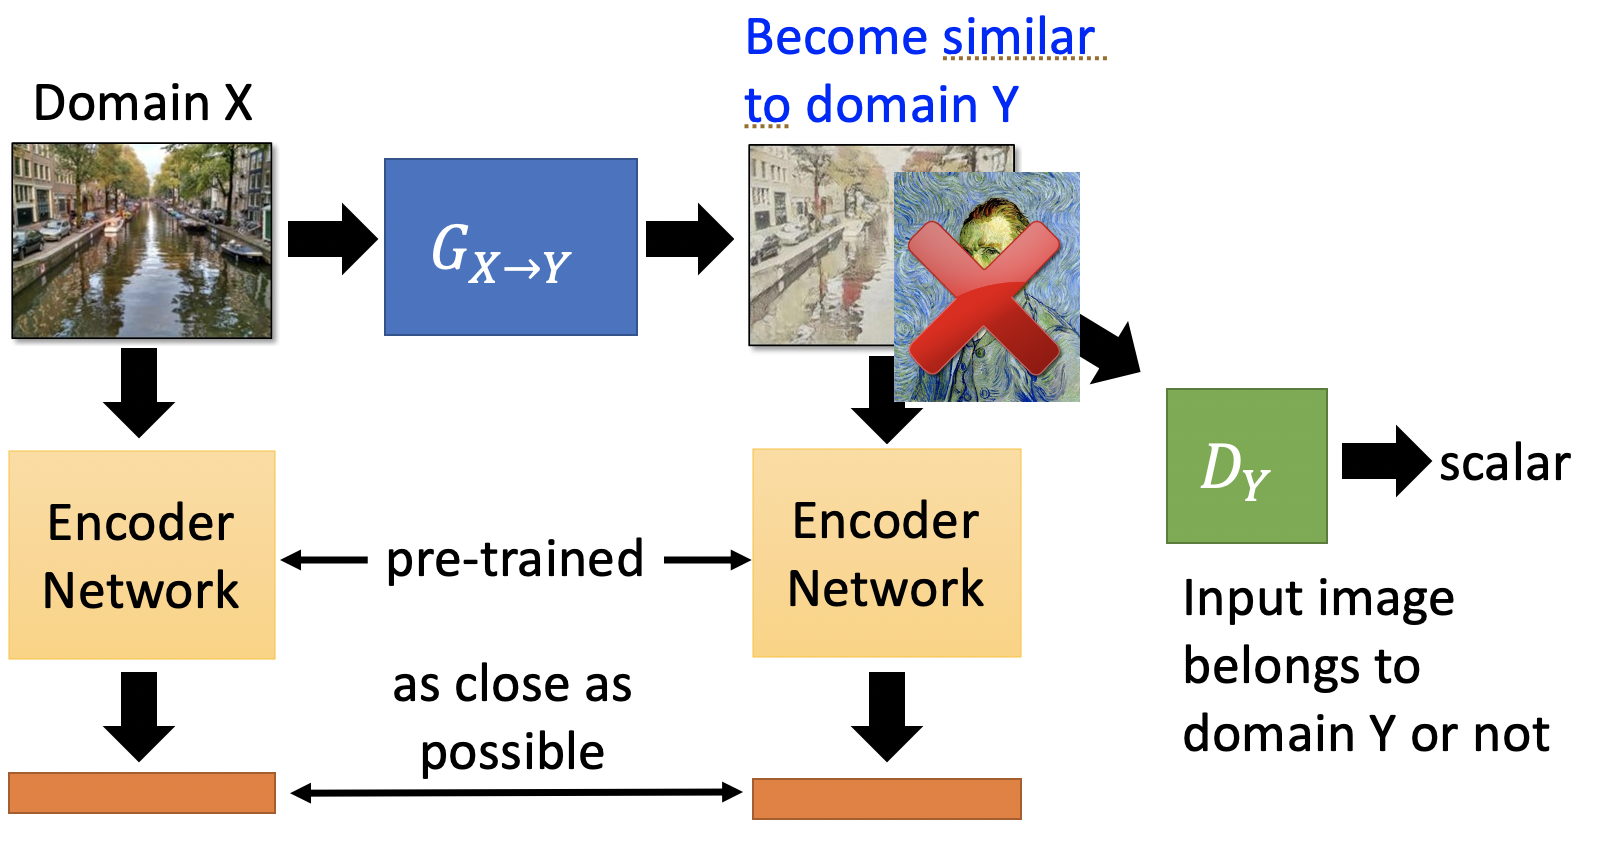 Become similar
to domain Y
Domain X
G_{X→Y}
D_Y
scalar
Encoder
Network
pre-trained
Encoder
Network
Input image
belongs to
domain Y or not
as close as
possible